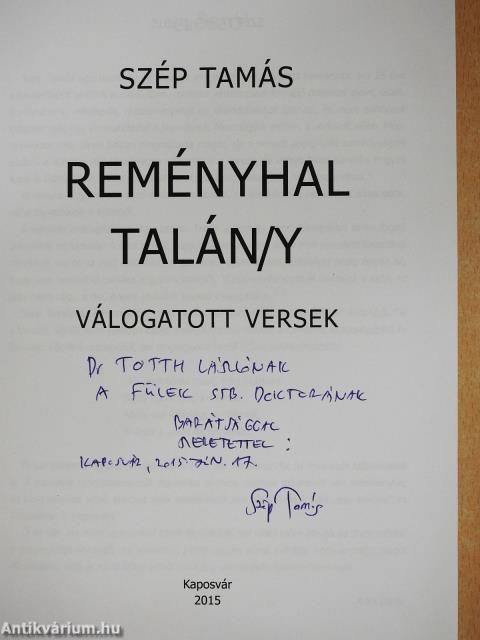 SZÉP TAMÁS
REMÉNYHAL
TALÁN/Y
VÁLOGATOTT VERSEK
Dr TOTTH LÁSZLÓNAK
A FÜLEK STB. DOKTORÁNAK
BARÁTSÁGGAL
SZERETETTEL :
KAPOSVÁR, 2015. JÚN. 17.
Szép Tamás
Kaposvár
2015
Antikvárium.hu